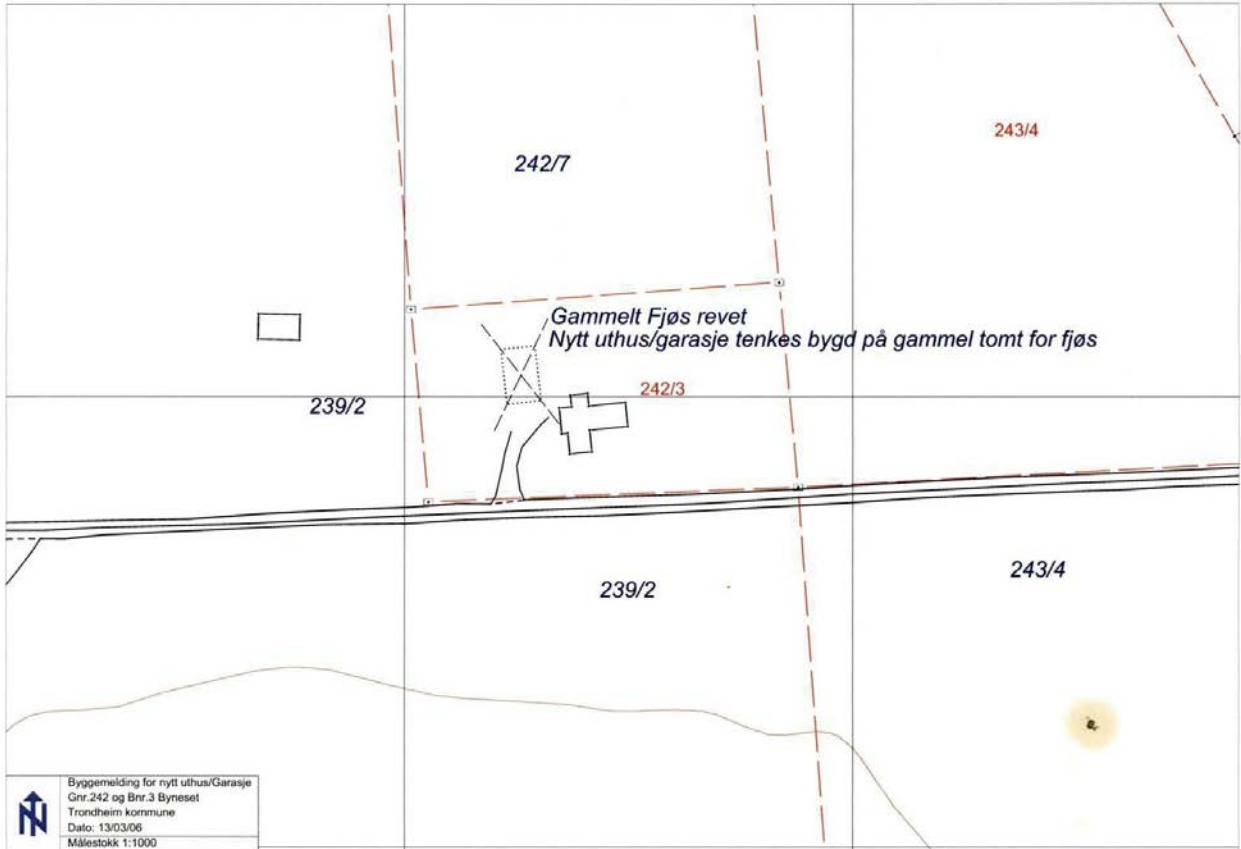 243/4
242/7
Gammelt Fjøs revet
Nytt uthus/garasje tenkes bygd på gammel tomt for fjøs
242/3
239/2
239/2
243/4
Byggemelding for nytt uthus/Garasje
Gnr.242 og Bnr.3 Byneset
Trondheim kommune
Dato: 13/03/06
Målestokk 1:1000
N